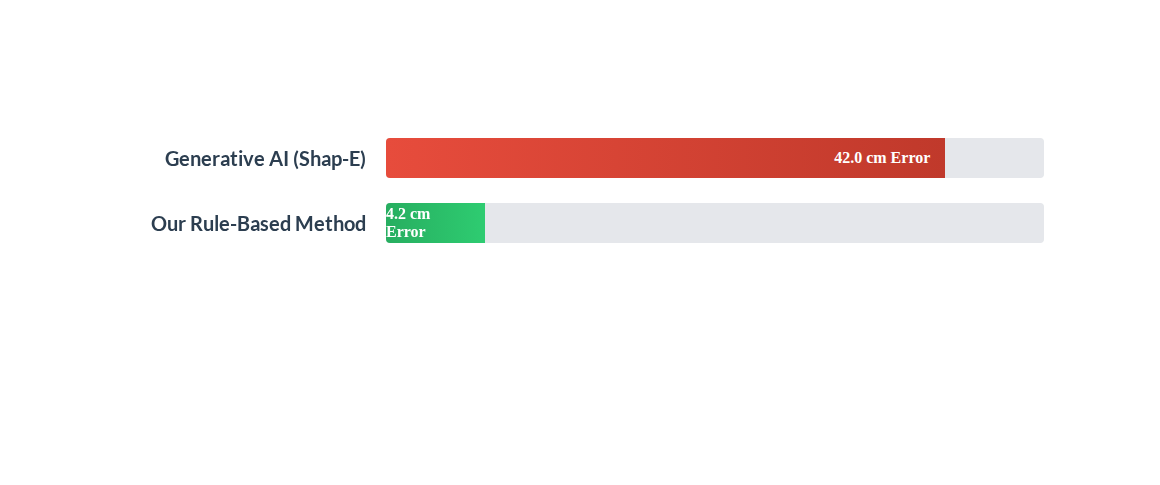 Generative AI (Shap-E)
42.0 cm Error
Our Rule-Based Method
4.2 cm
Error